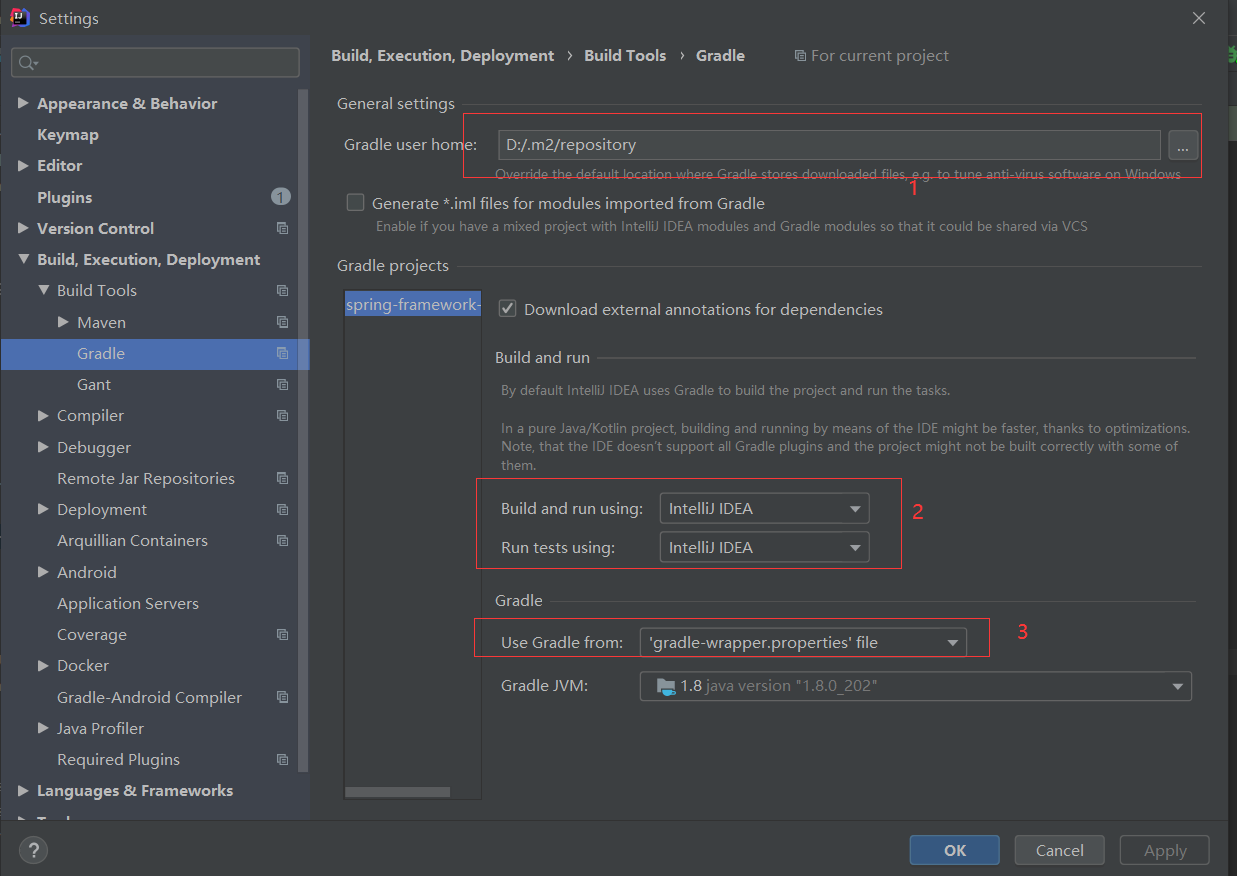 Settings
Build, Execution, Deployment › Build Tools › Gradle For current project
Appearance & Behavior
Keymap
Editor
Plugins 1
Version Control
Build, Execution, Deployment
Build Tools
Maven
Gradle
Gant
Compiler
Debugger
Remote Jar Repositories
Deployment
Arquillian Containers
Android
Application Servers
Coverage
Docker
Gradle-Android Compiler
Java Profiler
Required Plugins
Languages & Frameworks
General settings
Gradle user home: D:/.m2/repository ...
Override the default location where Gradle stores downloaded files, e.g. to tune anti-virus software on Windows
1
Generate *.iml files for modules imported from Gradle
Enable if you have a mixed project with IntelliJ IDEA modules and Gradle modules so that it could be shared via VCS
Gradle projects
spring-framework-
Download external annotations for dependencies
Build and run
By default IntelliJ IDEA uses Gradle to build the project and run the tasks.
In a pure Java/Kotlin project, building and running by means of the IDE might be faster, thanks to optimizations.
Note, that the IDE doesn't support all Gradle plugins and the project might not be built correctly with some of
them.
Build and run using: IntelliJ IDEA
2
Run tests using: IntelliJ IDEA
Gradle
Use Gradle from: 'gradle-wrapper.properties' file
3
Gradle JVM: 1.8 java version "1.8.0_202"
?
OK Cancel Apply